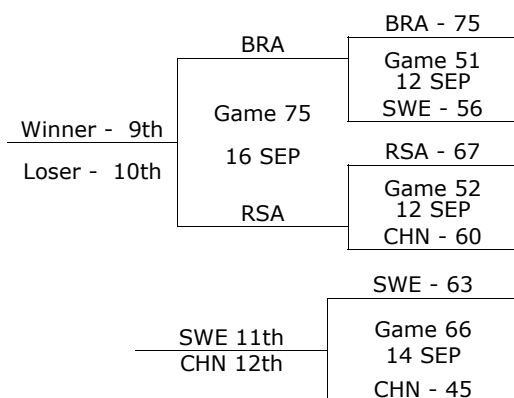 BRA - 75
BRA
Game 51
12 SEP
SWE - 56
Game 75
16 SEP
Winner - 9th
Loser - 10th
RSA - 67
Game 52
12 SEP
RSA
CHN - 60
SWE - 63
Game 66
14 SEP
SWE 11th
CHN 12th
CHN - 45